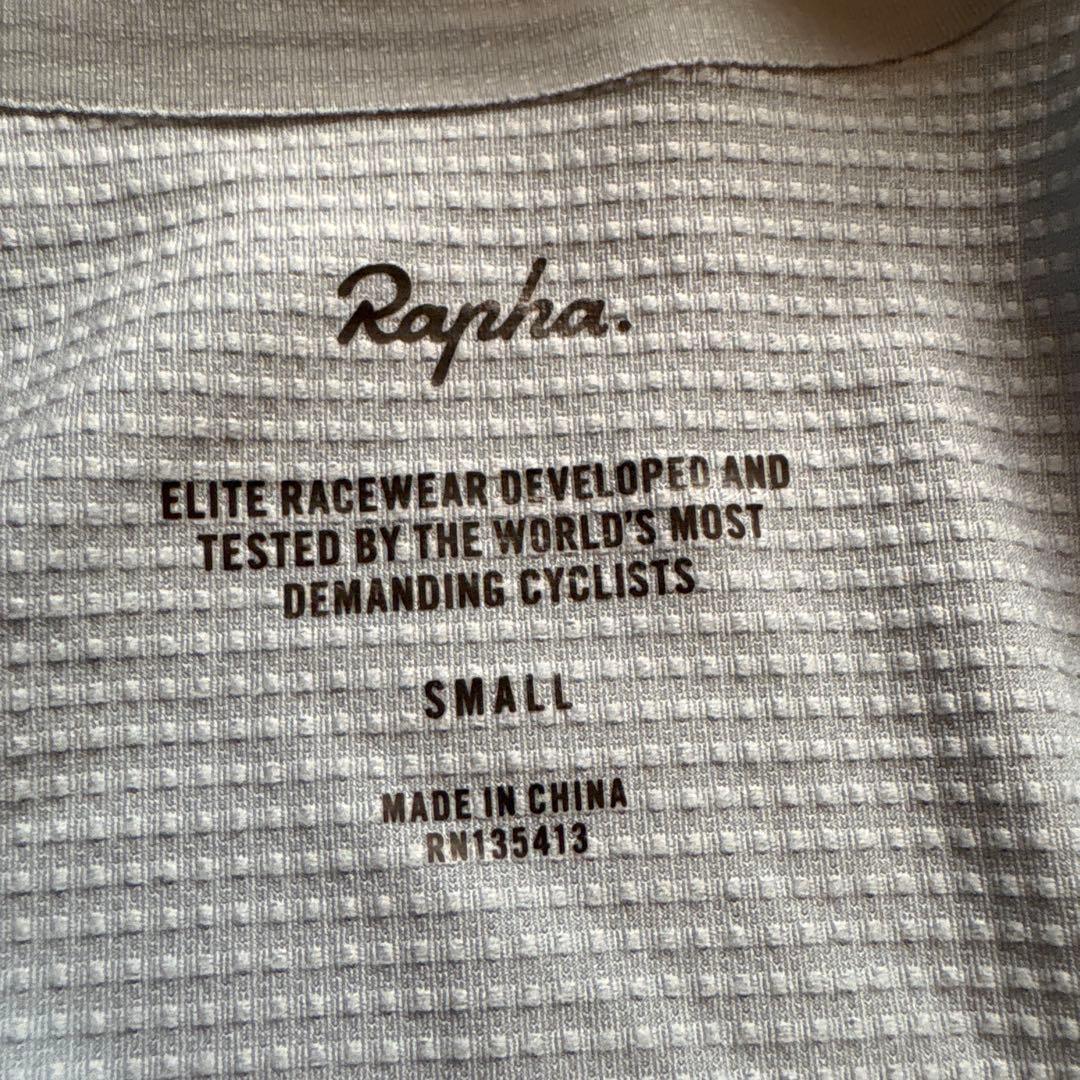 Rapha.
ELITE RACEWEAR DEVELOPED AND
TESTED BY THE WORLD'S MOST
DEMANDING CYCLISTS
SMALL
MADE IN CHINA
RN135413